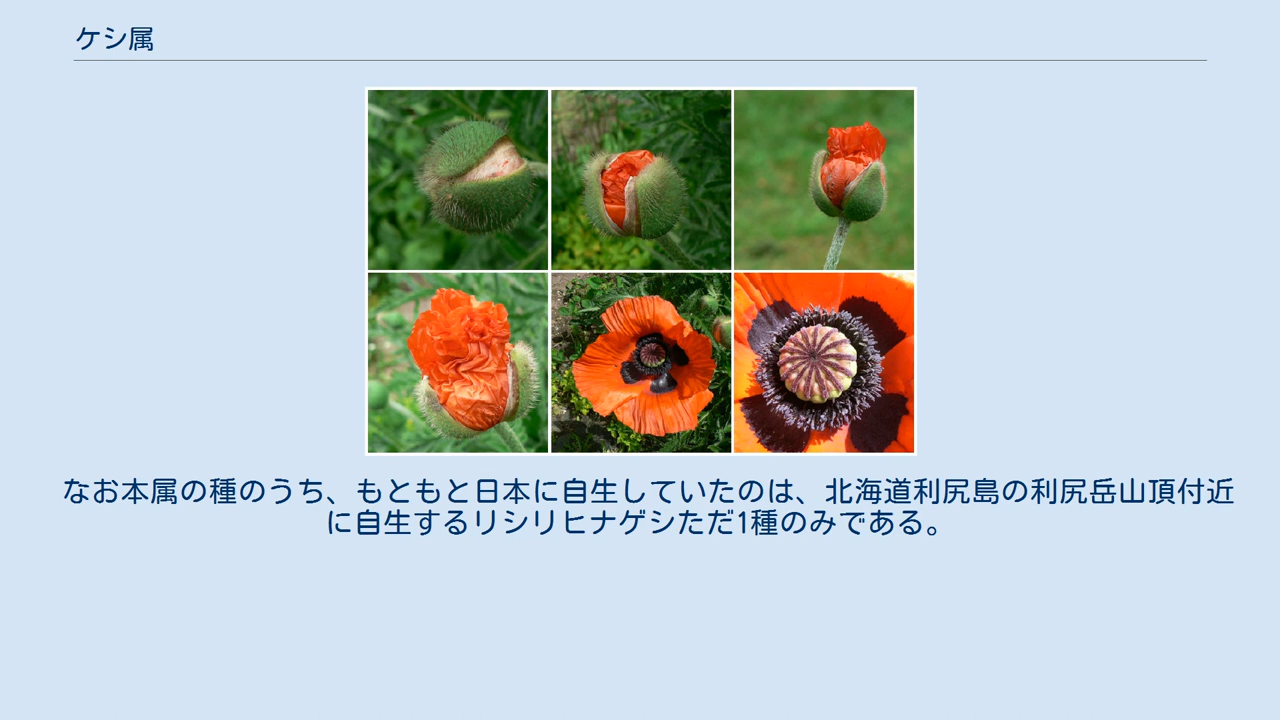 ケシ属
なお本属の種のうち、もともと日本に自生していたのは、北海道利尻島の利尻岳山頂付近
に自生するリシリヒナゲシただ1種のみである。